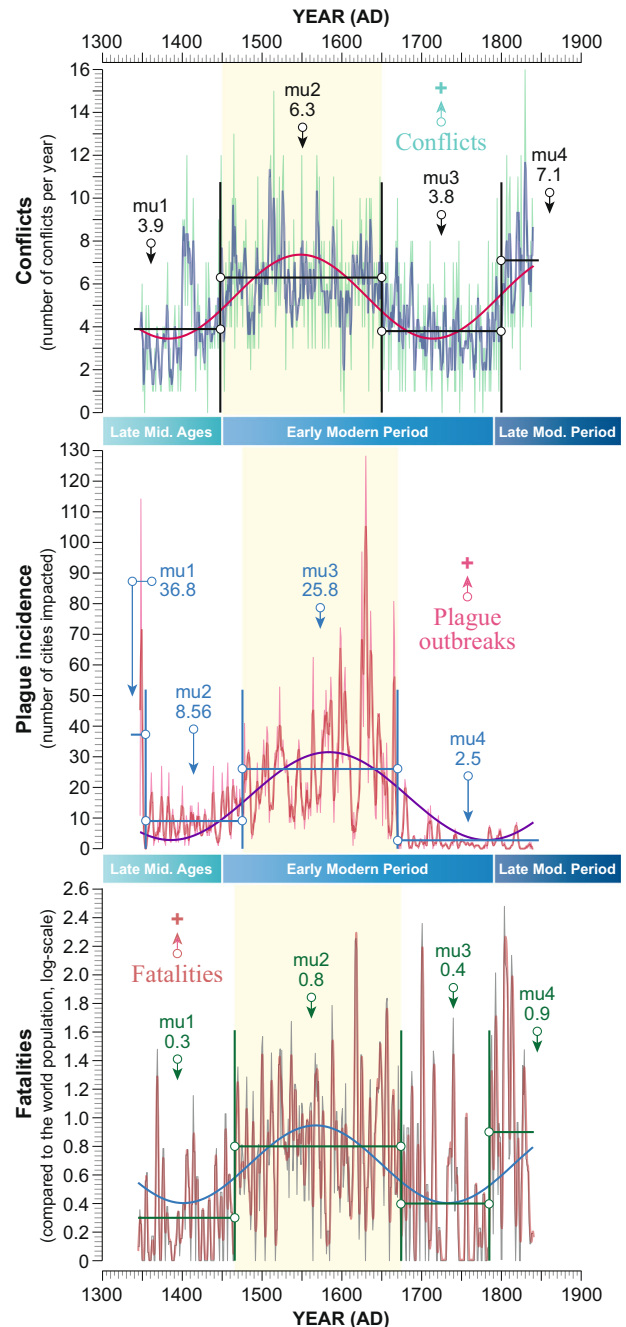 YEAR (AD)
1300 1400 1500 1600 1700 1800 1900
Conflicts
(number of conflicts per year)
16
14
12
10
8
6
4
2
0
mu1
3.9
mu2
6.3
+
Conflicts
mu3
3.8
mu4
7.1
Late Mid. Ages Early Modern Period Late Mod. Period
Plague incidence
(number of cities impacted)
130
120
110
100
90
80
70
60
50
40
30
20
10
0
mu1
36.8
mu2
8.56
mu3
25.8
+
Plague
outbreaks
mu4
2.5
Late Mid. Ages Early Modern Period Late Mod. Period
Fatalities
(compared to the world population, log-scale)
2.6
2.4
2.2
2.0
1.8
1.6
1.4
1.2
1.0
0.8
0.6
0.4
0.2
0
+
Fatalities
mu1
0.3
mu2
0.8
mu3
0.4
mu4
0.9
1300 1400 1500 1600 1700 1800 1900
YEAR (AD)